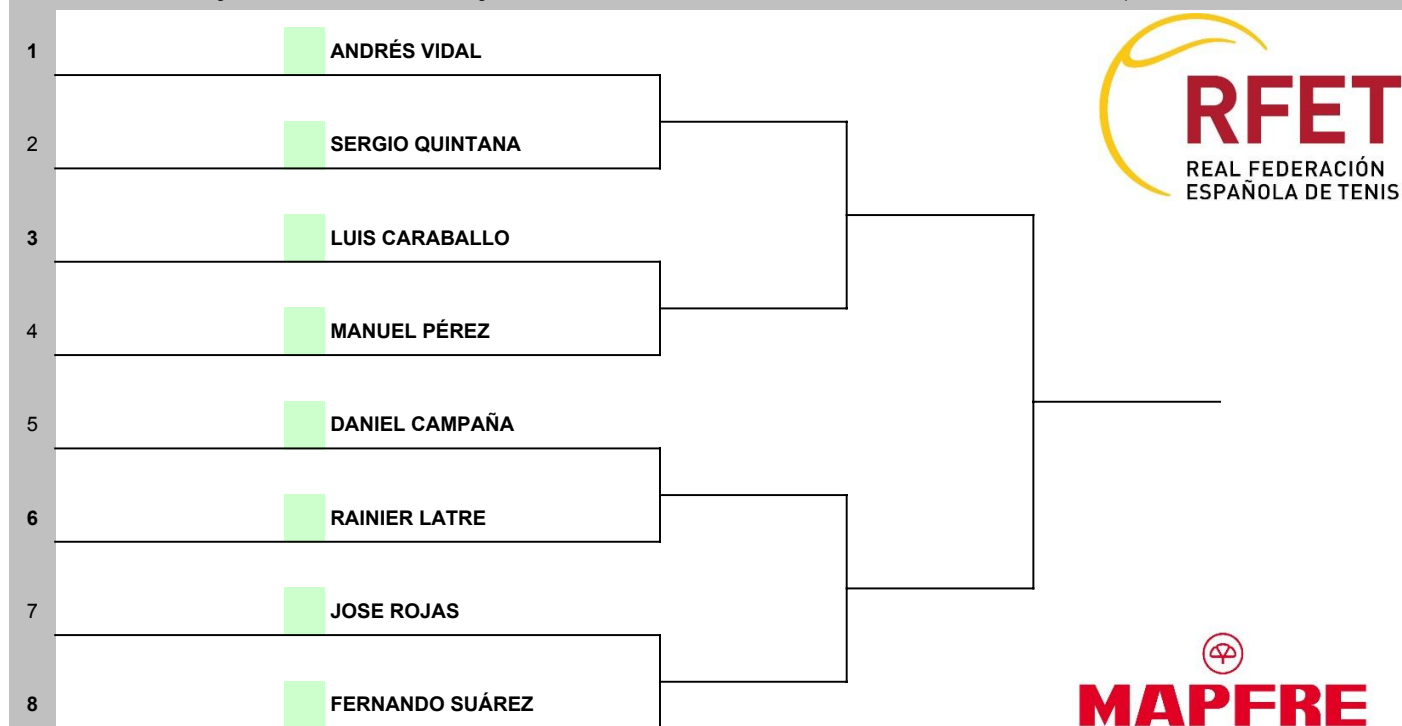 1 ANDRÉS VIDAL
RFET
REAL FEDERACIÓN
ESPAÑOLA DE TENIS
2 SERGIO QUINTANA
3 LUIS CARABALLO
4 MANUEL PÉREZ
5 DANIEL CAMPAÑA
6 RAINIER LATRE
7 JOSE ROJAS
8 FERNANDO SUÁREZ
MAPFRE